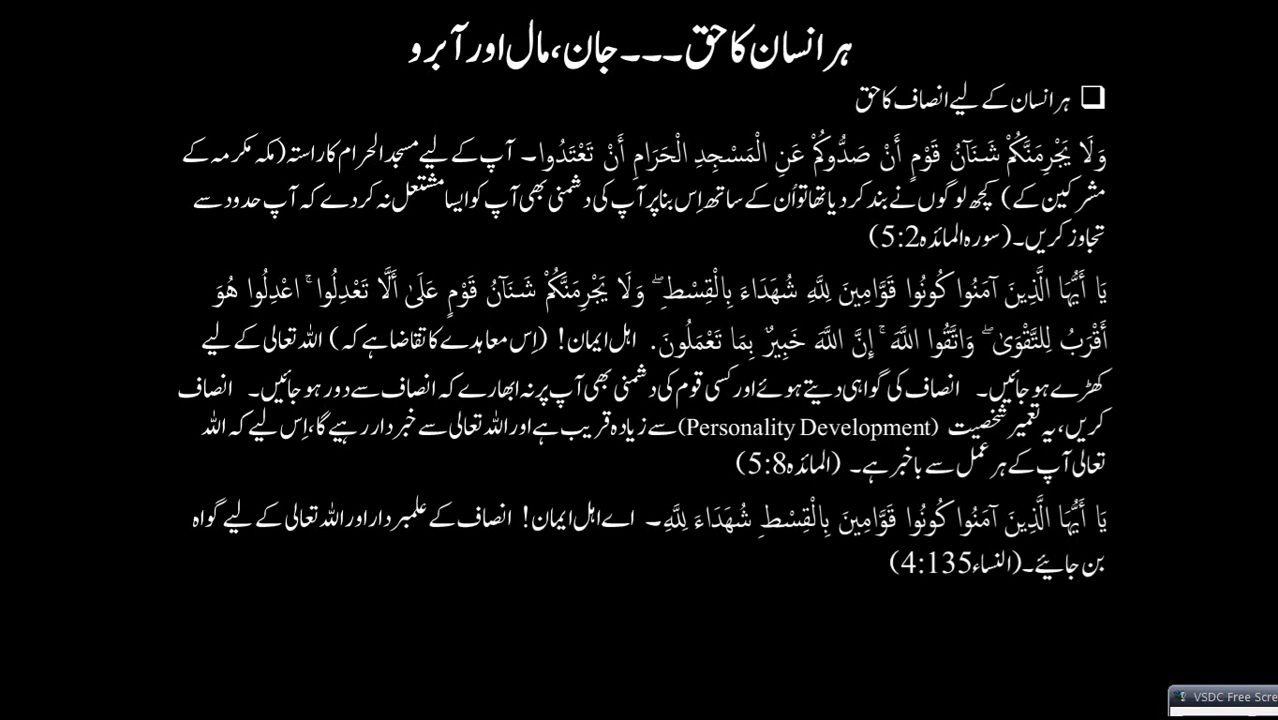 ہر انسان کا حق۔۔۔ جان، مال اور آبرو
❑ ہر انسان کے لیے انصاف کا حق
وَلَا يَجْرِمَنَّكُمْ شَنَآنُ قَوْمٍ أَنْ صَدُّوكُمْ عَنِ الْمَسْجِدِ الْحَرَامِ أَنْ تَعْتَدُوا۔ آپ کے لیے مسجد الحرام کا راستہ (مکہ مکرمہ کے
مشرکین کے) کچھ لوگوں نے بند کر دیا تھا تو اُن کے ساتھ اِس بنا پر آپ کی دشمنی بھی آپ کو ایسا مشتعل نہ کر دے کہ آپ حدود سے
تجاوز کریں۔ (سورہ المائدہ 5:2)
يَا أَيُّهَا الَّذِينَ آمَنُوا كُونُوا قَوَّامِينَ لِلَّهِ شُهَدَاءَ بِالْقِسْطِ ۖ وَلَا يَجْرِمَنَّكُمْ شَنَآنُ قَوْمٍ عَلَىٰ أَلَّا تَعْدِلُوا ۚ اعْدِلُوا هُوَ
أَقْرَبُ لِلتَّقْوَىٰ ۖ وَاتَّقُوا اللَّهَ ۚ إِنَّ اللَّهَ خَبِيرٌ بِمَا تَعْمَلُونَ. اہل ایمان! (اِس معاہدے کا تقاضا ہے کہ) اللہ تعالی کے لیے
کھڑے ہو جائیں۔ انصاف کی گواہی دیتے ہوئے اور کسی قوم کی دشمنی بھی آپ پر نہ ابھارے کہ انصاف سے دور ہو جائیں۔ انصاف
کریں، یہ تعمیر شخصیت (Personality Development) سے زیادہ قریب ہے اور اللہ تعالی سے خبردار رہیے گا، اِس لیے کہ اللہ
تعالی آپ کے ہر عمل سے باخبر ہے۔ (المائدہ 5:8)
يَا أَيُّهَا الَّذِينَ آمَنُوا كُونُوا قَوَّامِينَ بِالْقِسْطِ شُهَدَاءَ لِلَّهِ۔ اے اہل ایمان! انصاف کے علمبردار اور اللہ تعالی کے لیے گواہ
بن جایئے۔ (النساء 4:135)
VSDC Free Scre